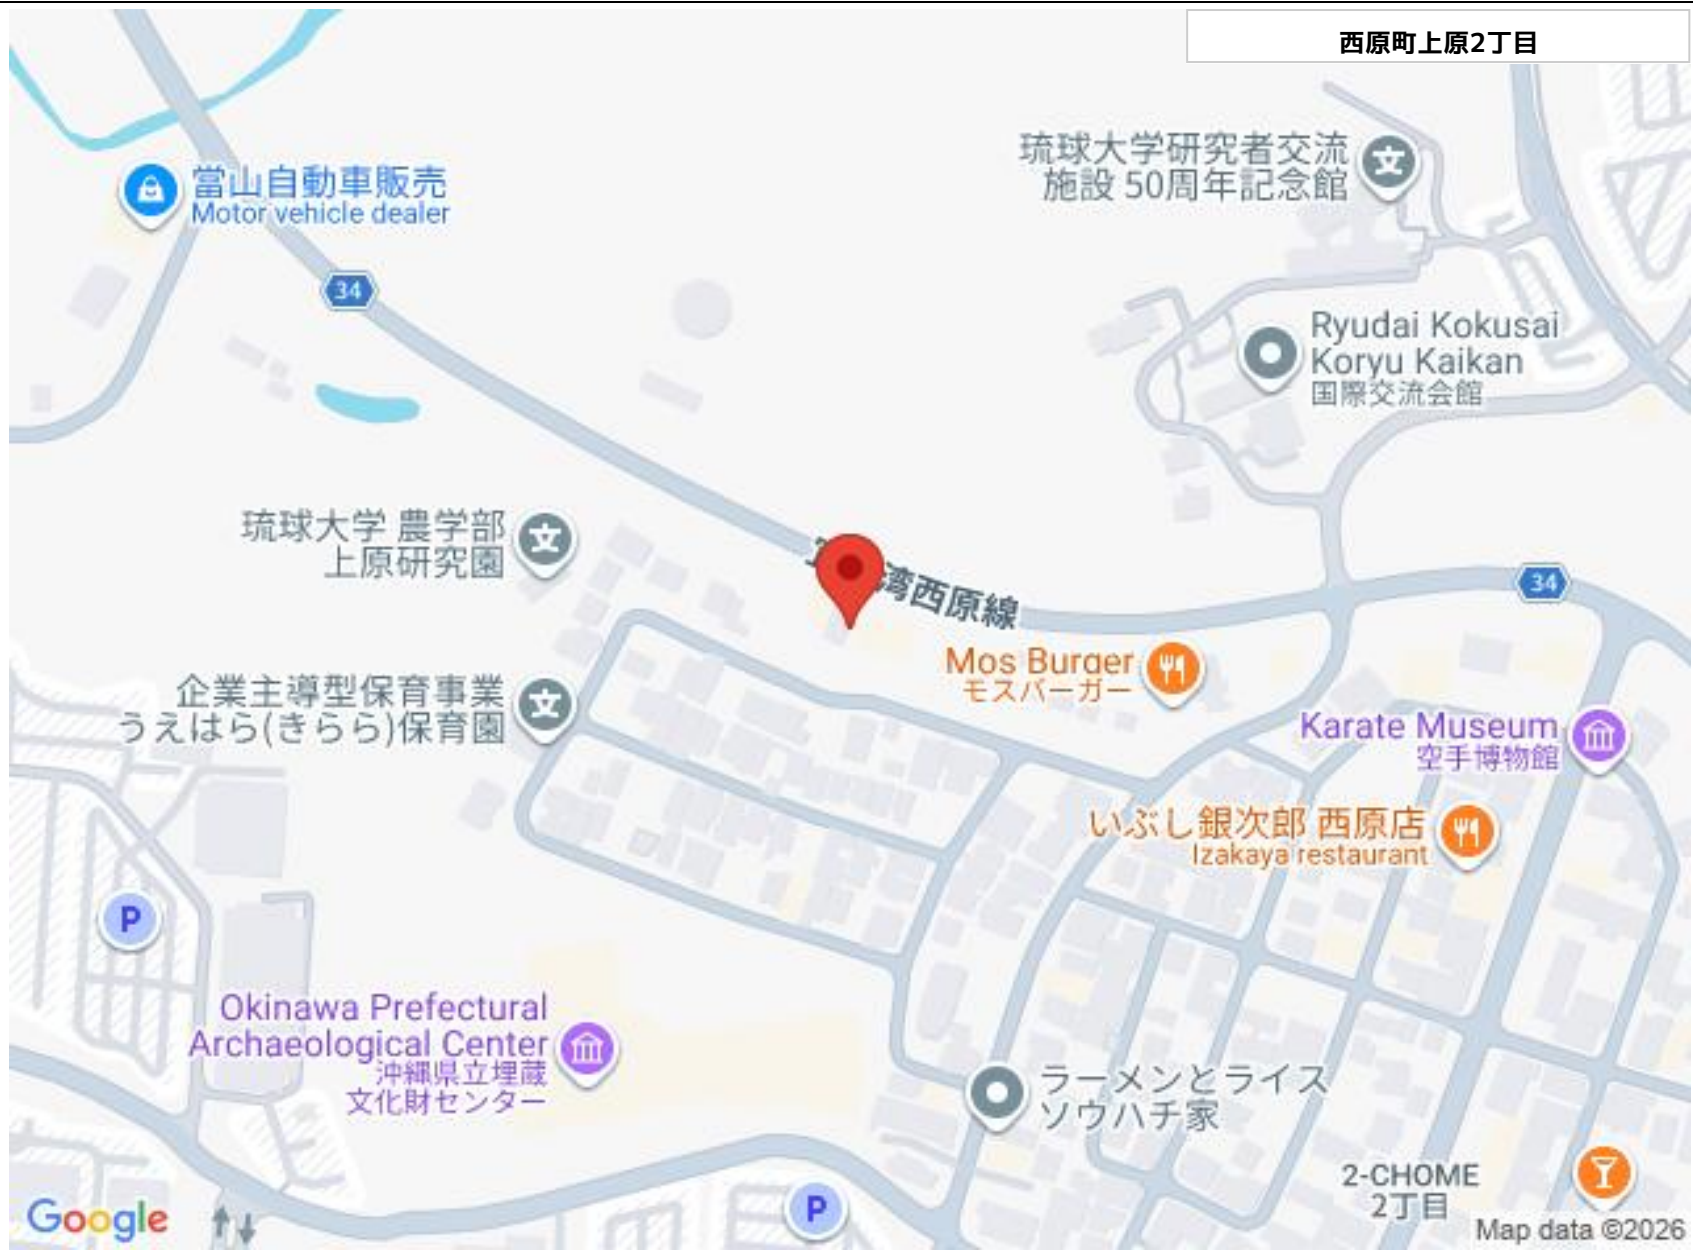 西原町上原2丁目
琉球大学研究者交流
施設 50周年記念館
當山自動車販売
Motor vehicle dealer
34
Ryudai Kokusai
Koryu Kaikan
国際交流会館
琉球大学 農学部
上原研究園
湾西原線
34
Mos Burger
モスバーガー
企業主導型保育事業
うえはら(きらら)保育園
Karate Museum
空手博物館
いぶし銀次郎 西原店
Izakaya restaurant
P
Okinawa Prefectural
Archaeological Center
沖縄県立埋蔵
文化財センター
ラーメンとライス
ソウハチ家
2-CHOME
2丁目
P
Google
Map data ©2026